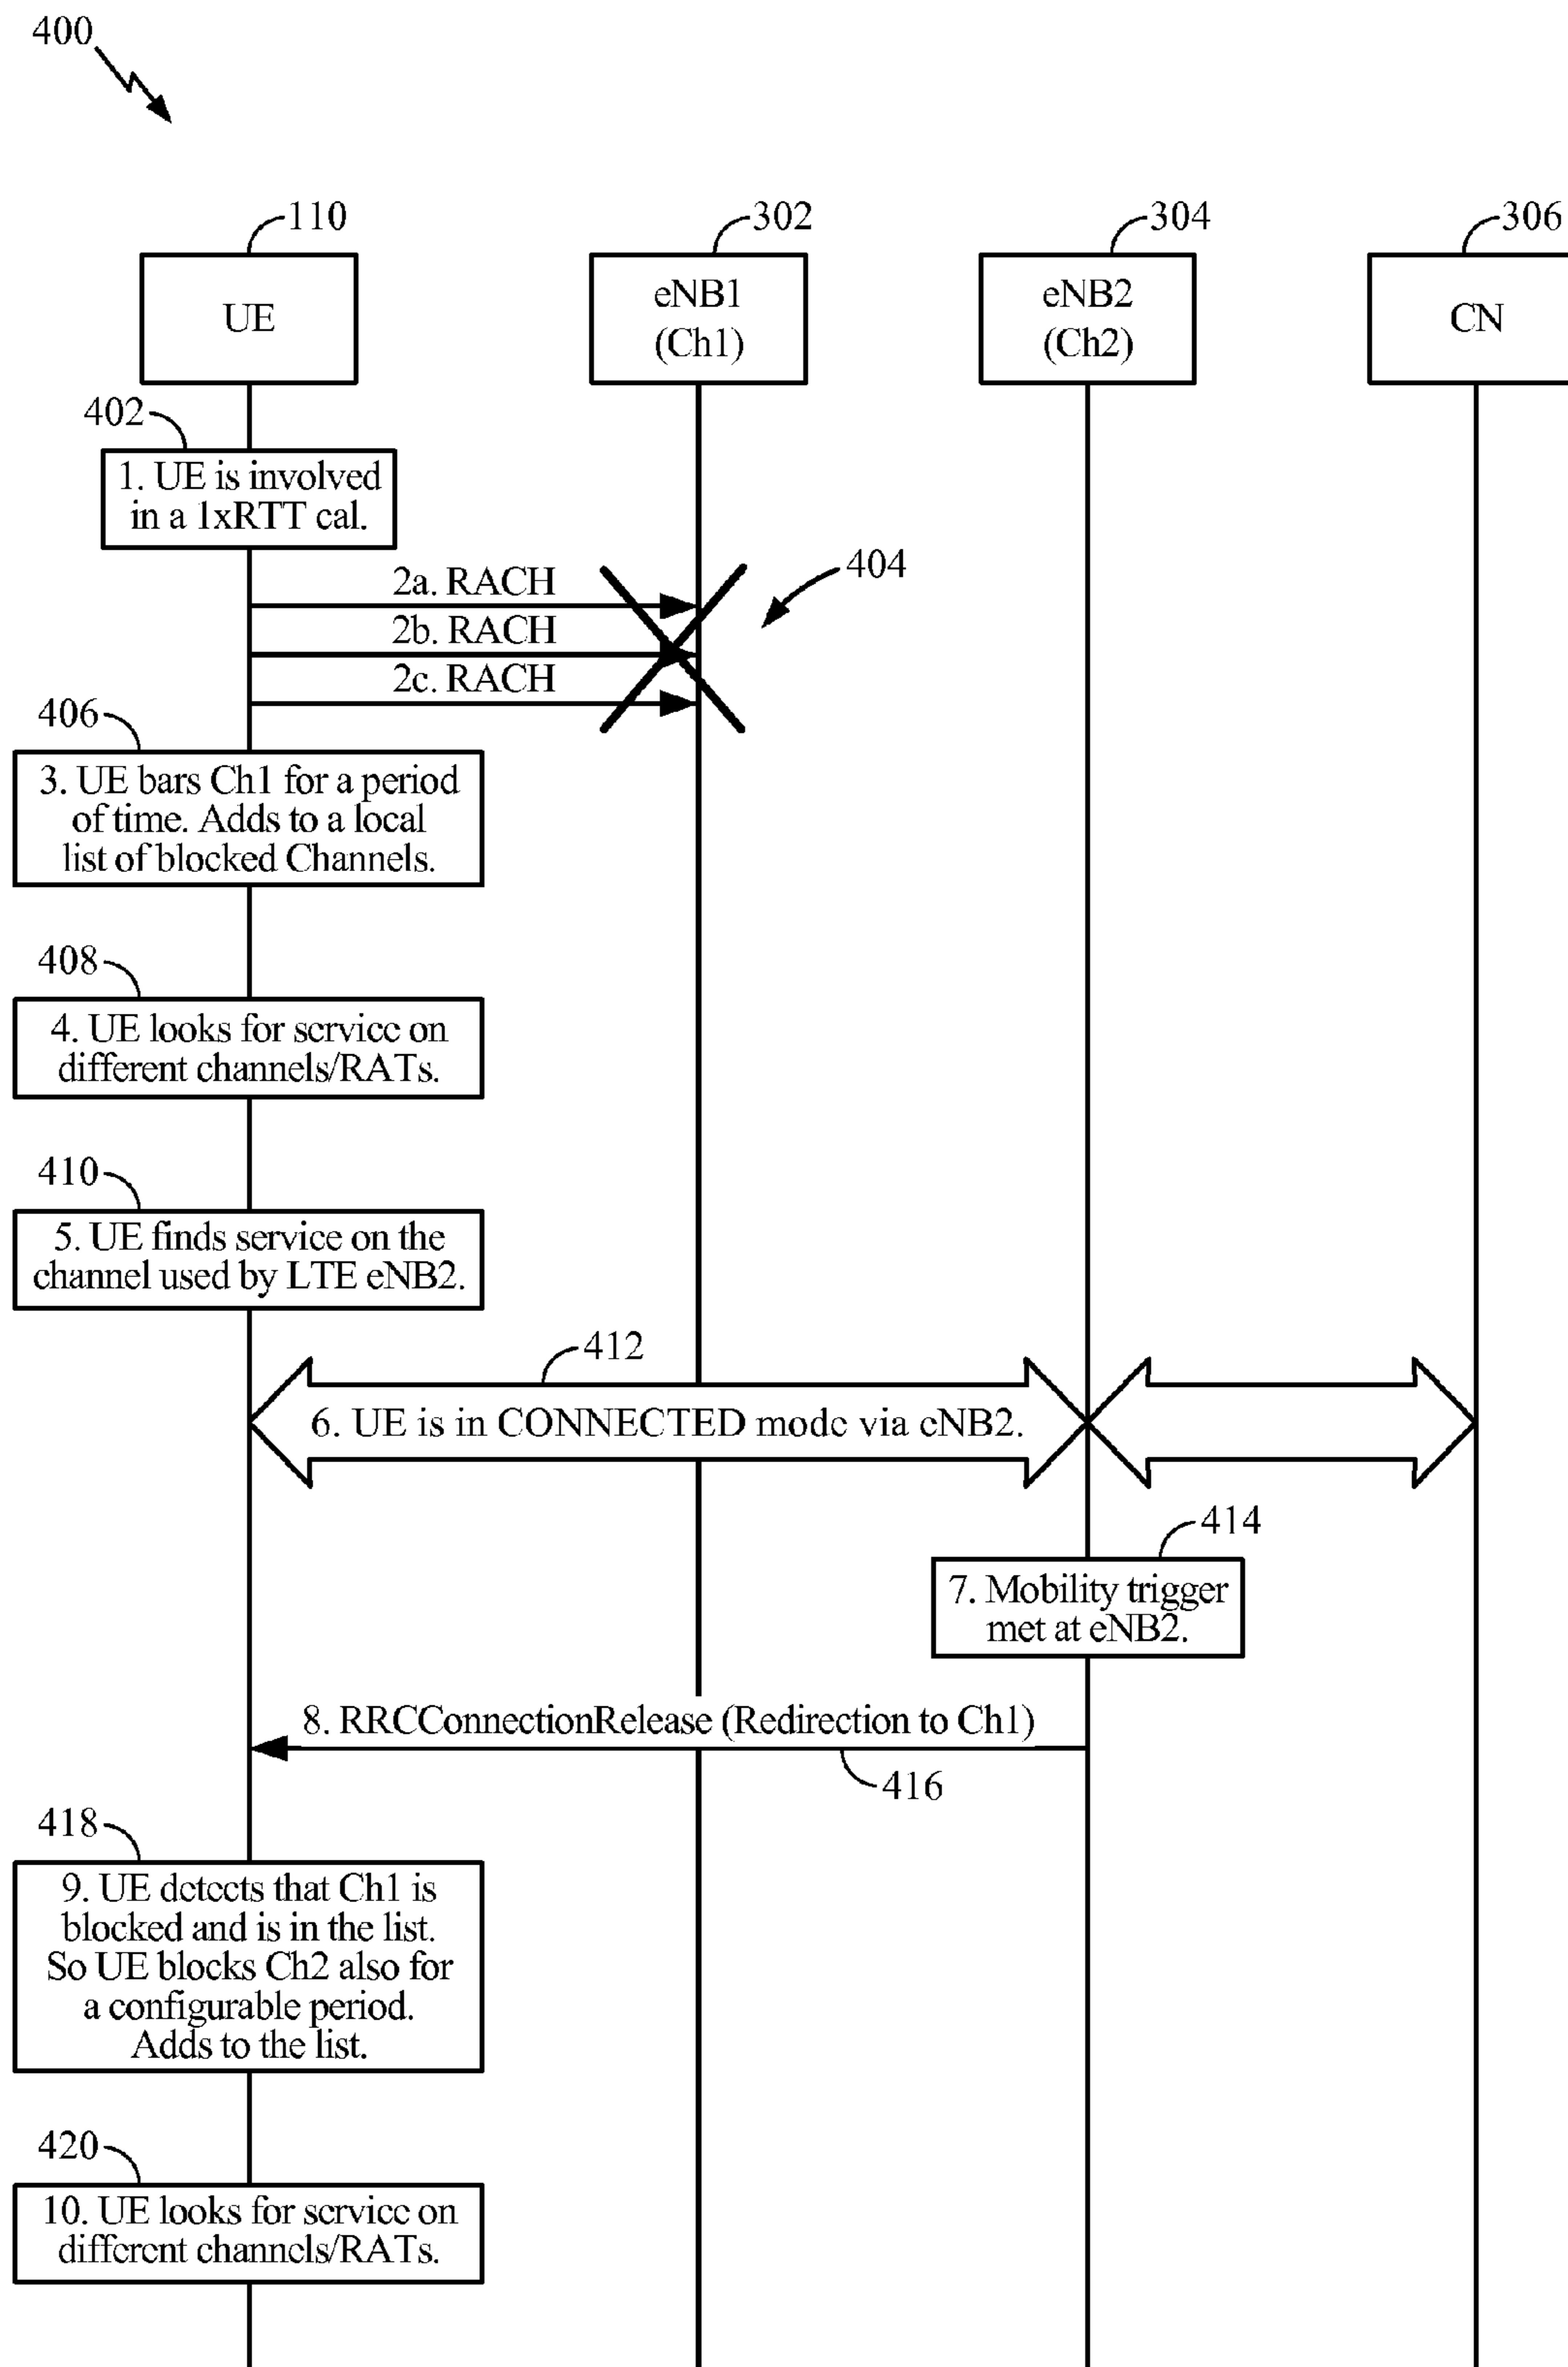 400
110
302
304
306
UE
eNB1
(Ch1)
eNB2
(Ch2)
CN
402
1. UE is involved
in a 1xRTT cal.
2a. RACH
404
2b. RACH
2c. RACH
406
3. UE bars Ch1 for a period
of time. Adds to a local
list of blocked Channels.
408
4. UE looks for service on
different channels/RATs.
410
5. UE finds service on the
channel used by LTE eNB2.
412
6. UE is in CONNECTED mode via eNB2.
414
7. Mobility trigger
met at eNB2.
8. RRCConnectionRelease (Redirection to Ch1)
416
418
9. UE detects that Ch1 is
blocked and is in the list.
So UE blocks Ch2 also for
a configurable period.
Adds to the list.
420
10. UE looks for service on
different channels/RATs.